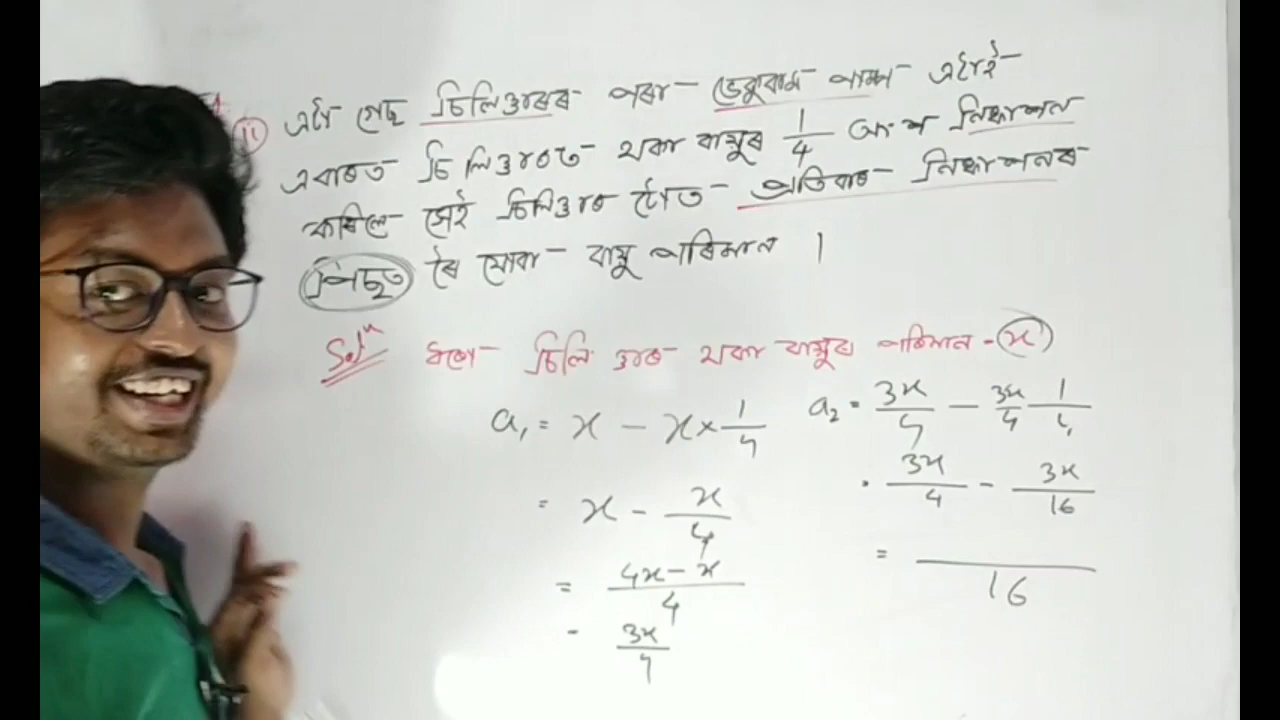 ii) এটা গেছ চিলিণ্ডাৰৰ পৰা ভেকুৱাম পাম্প এটাই
এবাৰত চিলিণ্ডাৰত থকা বায়ুৰ 1/4 অংশ নিষ্কাশন
কৰিলে সেই চিলিণ্ডাৰ টোত প্ৰতিবাৰ নিষ্কাশনৰ
পিছত ৰৈ যোৱা বায়ু পৰিমান ।
Solⁿ ধৰো চিলিণ্ডাৰত থকা বায়ুৰ পৰিমান - x
a₁ = x - x × 1/4
= x - x/4
= (4x - x)/4
- 3x/4
a₂ = 3x/4 - 3x/4 1/4
. 3x/4 - 3x/16
= /16